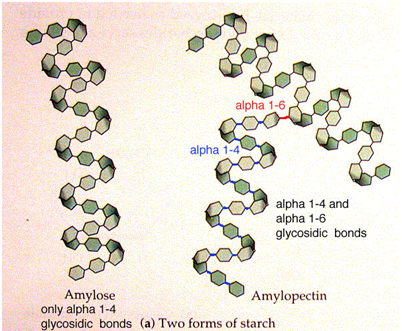 alpha 1-6
alpha 1-4
alpha 1-4 and
alpha 1-6
glycosidic bonds
Amylose
only alpha 1-4
glycosidic bonds
Amylopectin
(a) Two forms of starch